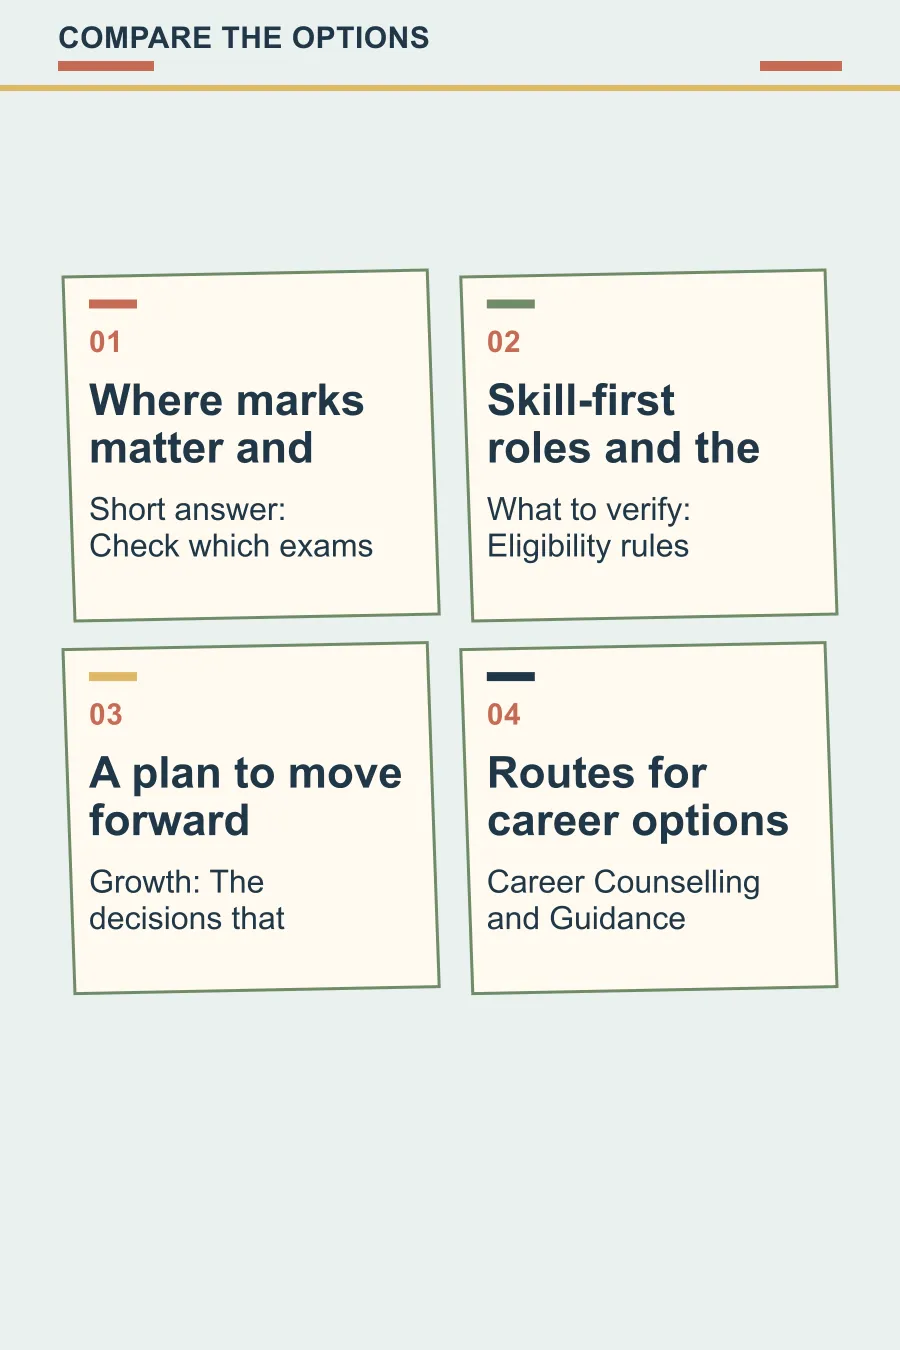 COMPARE THE OPTIONS
01
Where marks
matter and
Short answer:
Check which exams
02
Skill-first
roles and the
What to verify:
Eligibility rules
03
A plan to move
forward
Growth: The
decisions that
04
Routes for
career options
Career Counselling
and Guidance